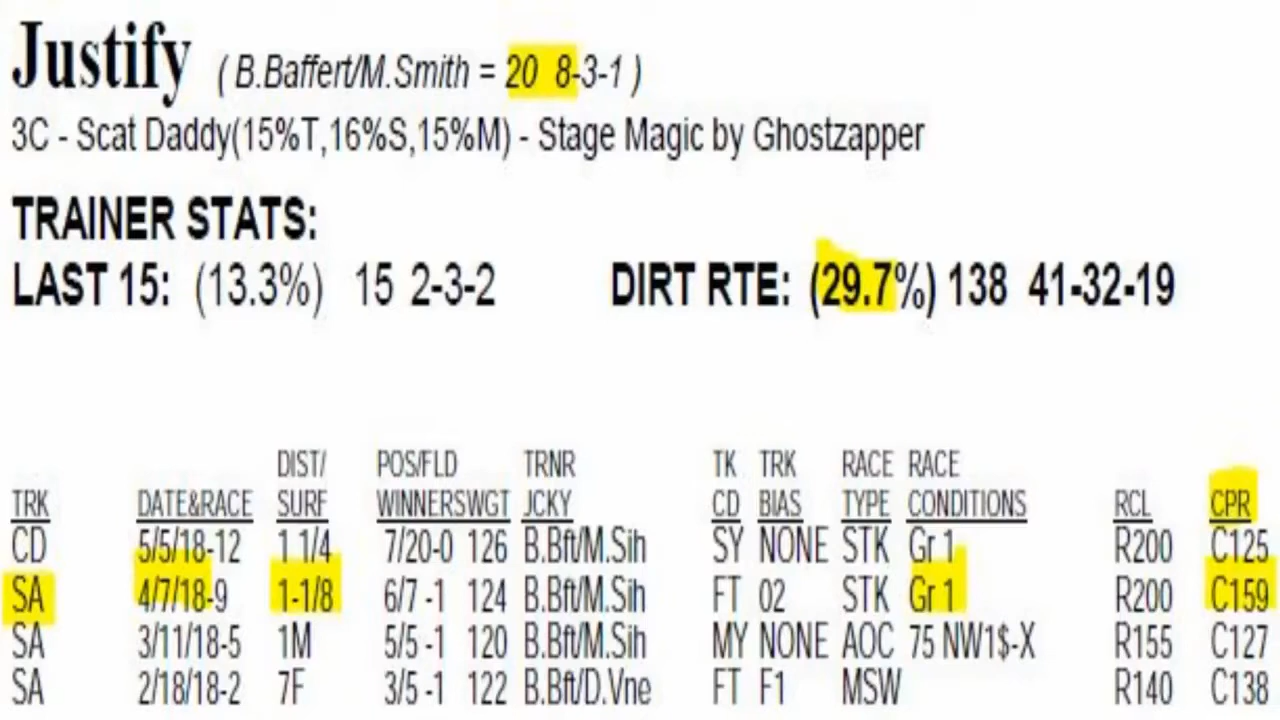 Justify ( B.Baffert/M.Smith = 20 8-3-1 )
3C - Scat Daddy(15%T,16%S,15%M) - Stage Magic by Ghostzapper
TRAINER STATS:
LAST 15: (13.3%) 15 2-3-2 DIRT RTE: (29.7%) 138 41-32-19
DIST/ POS/FLD TRNR TK TRK RACE RACE
TRK DATE&RACE SURF WINNERSWGT JCKY CD BIAS TYPE CONDITIONS RCL CPR
CD 5/5/18-12 1 1/4 7/20-0 126 B.Bft/M.Sih SY NONE STK Gr 1 R200 C125
SA 4/7/18-9 1-1/8 6/7 -1 124 B.Bft/M.Sih FT 02 STK Gr 1 R200 C159
SA 3/11/18-5 1M 5/5 -1 120 B.Bft/M.Sih MY NONE AOC 75 NW1$-X R155 C127
SA 2/18/18-2 7F 3/5 -1 122 B.Bft/D.Vne FT F1 MSW R140 C138